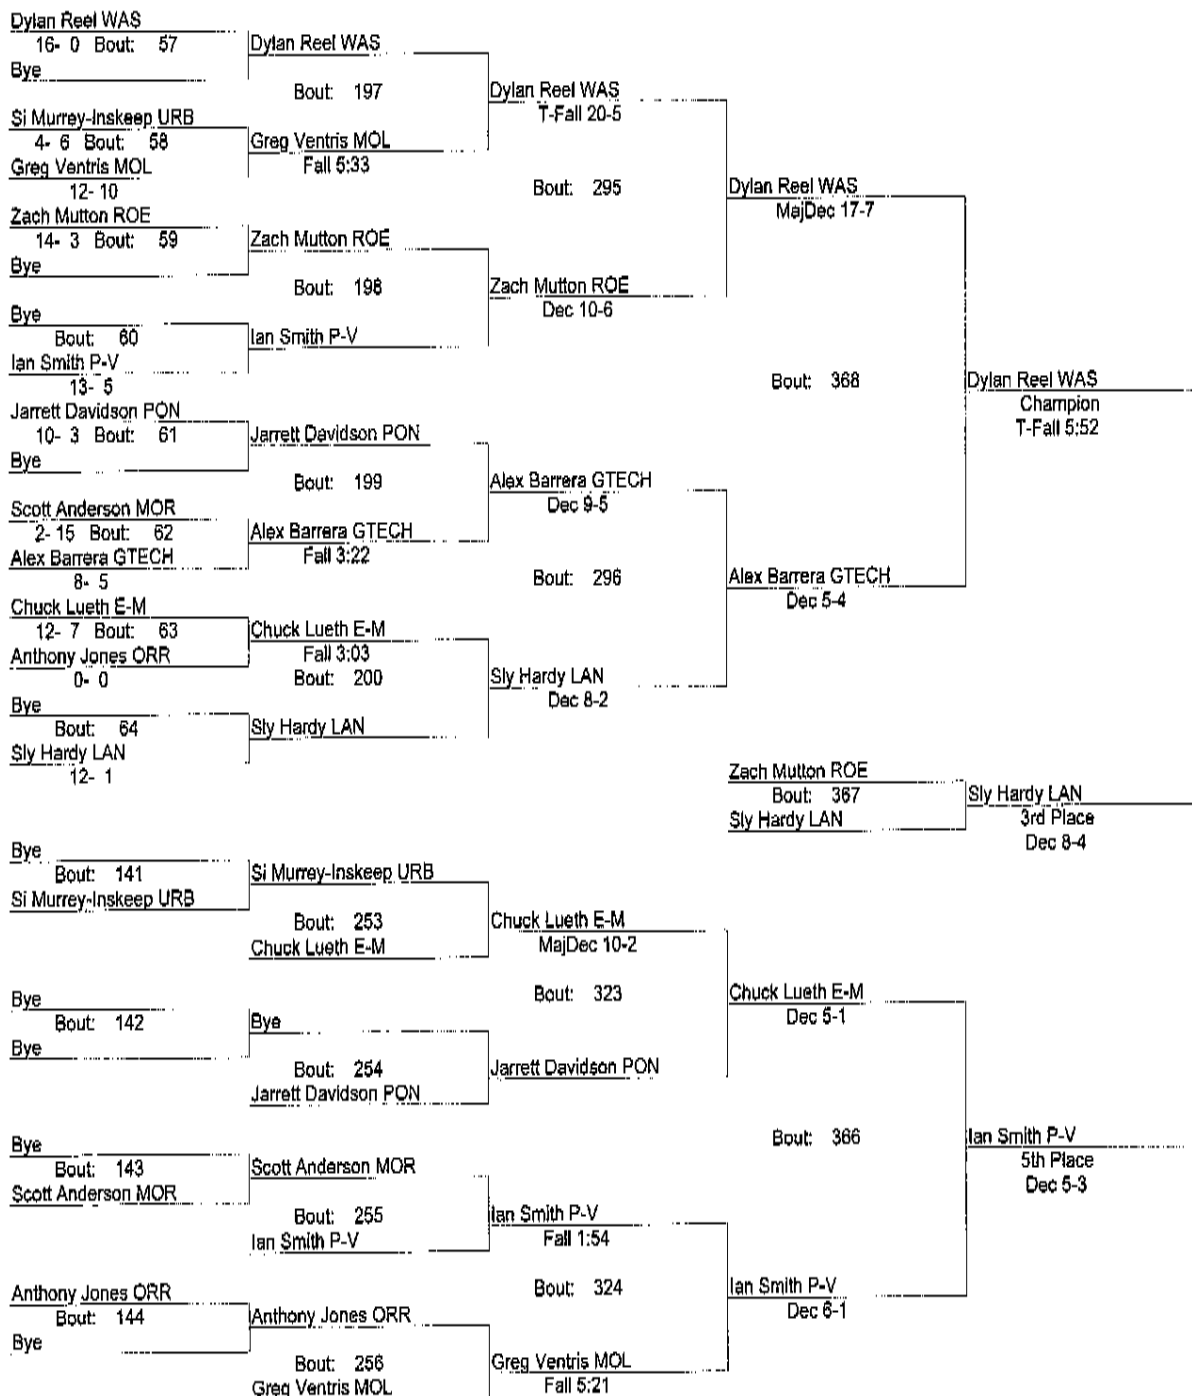 Dylan Reel WAS
16- 0 Bout: 57
Bye
Dylan Reel WAS
Bout: 197
Si Murrey-Inskeep URB
4- 6 Bout: 58
Greg Ventris MOL
12- 10
Greg Ventris MOL
Fall 5:33
Dylan Reel WAS
T-Fall 20-5
Bout: 295
Zach Mutton ROE
14- 3 Bout: 59
Bye
Zach Mutton ROE
Bout: 198
Bye
Bout: 60
Ian Smith P-V
13- 5
Ian Smith P-V
Zach Mutton ROE
Dec 10-6
Dylan Reel WAS
MajDec 17-7
Bout: 368
Jarrett Davidson PON
10- 3 Bout: 61
Bye
Jarrett Davidson PON
Bout: 199
Scott Anderson MOR
2- 15 Bout: 62
Alex Barrera GTECH
8- 5
Alex Barrera GTECH
Fall 3:22
Alex Barrera GTECH
Dec 9-5
Bout: 296
Chuck Lueth E-M
12- 7 Bout: 63
Anthony Jones ORR
0- 0
Chuck Lueth E-M
Fall 3:03
Bout: 200
Bye
Bout: 64
Sly Hardy LAN
12- 1
Sly Hardy LAN
Sly Hardy LAN
Dec 8-2
Alex Barrera GTECH
Dec 5-4
Dylan Reel WAS
Champion
T-Fall 5:52
Zach Mutton ROE
Bout: 367
Sly Hardy LAN
Sly Hardy LAN
3rd Place
Dec 8-4
Bye
Bout: 141
Si Murrey-Inskeep URB
Si Murrey-Inskeep URB
Bout: 253
Chuck Lueth E-M
Chuck Lueth E-M
MajDec 10-2
Bout: 323
Bye
Bout: 142
Bye
Bye
Bout: 254
Jarrett Davidson PON
Jarrett Davidson PON
Chuck Lueth E-M
Dec 5-1
Bout: 366
Bye
Bout: 143
Scott Anderson MOR
Scott Anderson MOR
Bout: 255
Ian Smith P-V
Ian Smith P-V
Fall 1:54
Bout: 324
Anthony Jones ORR
Bout: 144
Bye
Anthony Jones ORR
Bout: 256
Greg Ventris MOL
Greg Ventris MOL
Fall 5:21
Ian Smith P-V
Dec 6-1
Ian Smith P-V
5th Place
Dec 5-3